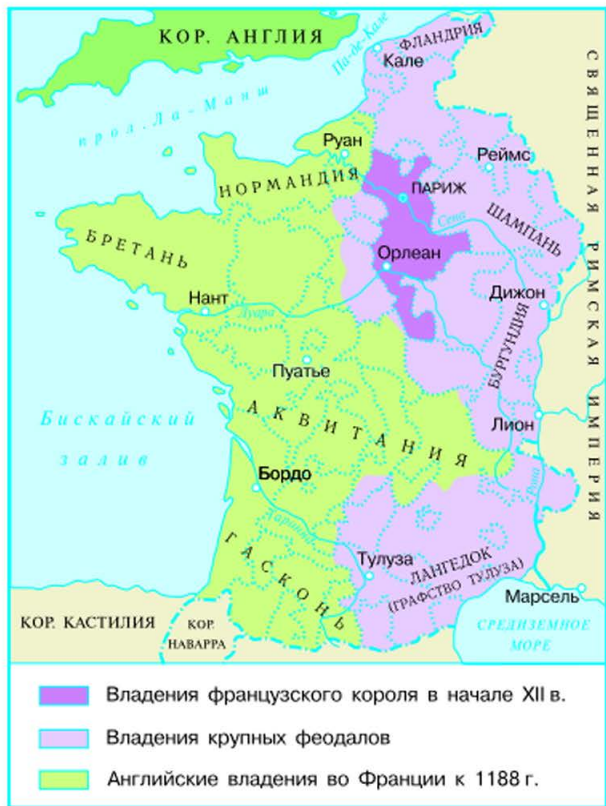 КОР. АНГЛИЯ
ФЛАНДРИЯ
Па-де-Кале
Кале
прол. Ла-Манш
Руан
НОРМАНДИЯ
Реймс
ПАРИЖ
Сена
ШАМПАНЬ
БРЕТАНЬ
Орлеан
СВЯЩЕННАЯ РИМСКАЯ ИМПЕРИЯ
Нант
Луара
Дижон
БУРГУНДИЯ
Пуатье
Бискайский
залив
АКВИТАНИЯ
Лион
Рона
Бордо
Гаронна
ГАСКОНЬ
Тулуза
ЛАНГЕДОК
(ГРАФСТВО ТУЛУЗА)
Марсель
КОР. КАСТИЛИЯ
КОР.
НАВАРРА
СРЕДИЗЕМНОЕ
МОРЕ
Владения французского короля в начале XII в.
Владения крупных феодалов
Английские владения во Франции к 1188 г.